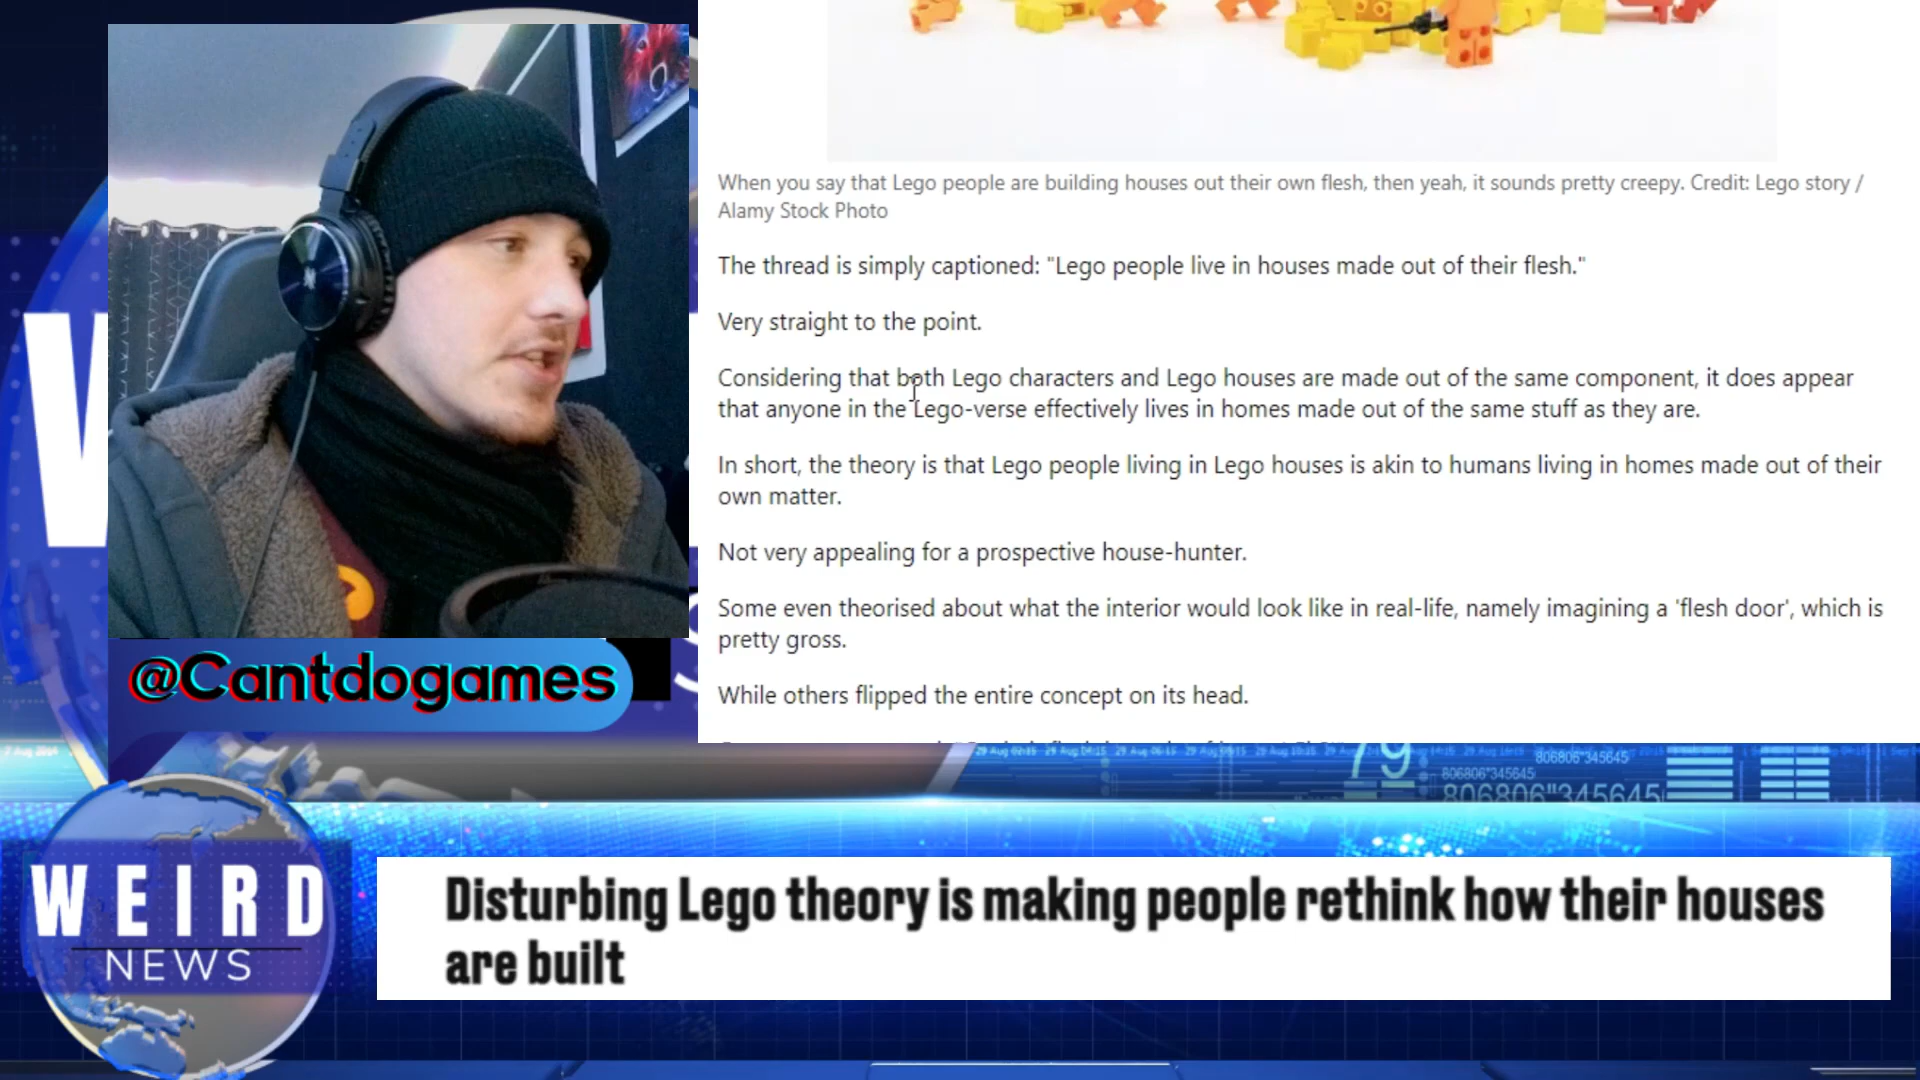 When you say that Lego people are building houses out their own flesh, then yeah, it sounds pretty creepy. Credit: Lego story /
Alamy Stock Photo
The thread is simply captioned: "Lego people live in houses made out of their flesh."
Very straight to the point.
Considering that both Lego characters and Lego houses are made out of the same component, it does appear
that anyone in the Lego-verse effectively lives in homes made out of the same stuff as they are.
In short, the theory is that Lego people living in Lego houses is akin to humans living in homes made out of their
own matter.
Not very appealing for a prospective house-hunter.
Some even theorised about what the interior would look like in real-life, namely imagining a 'flesh door', which is
pretty gross.
While others flipped the entire concept on its head.
@Cantdogames
79
806806"345645
806806"345645
806806"345645
WEIRD
NEWS
Disturbing Lego theory is making people rethink how their houses
are built